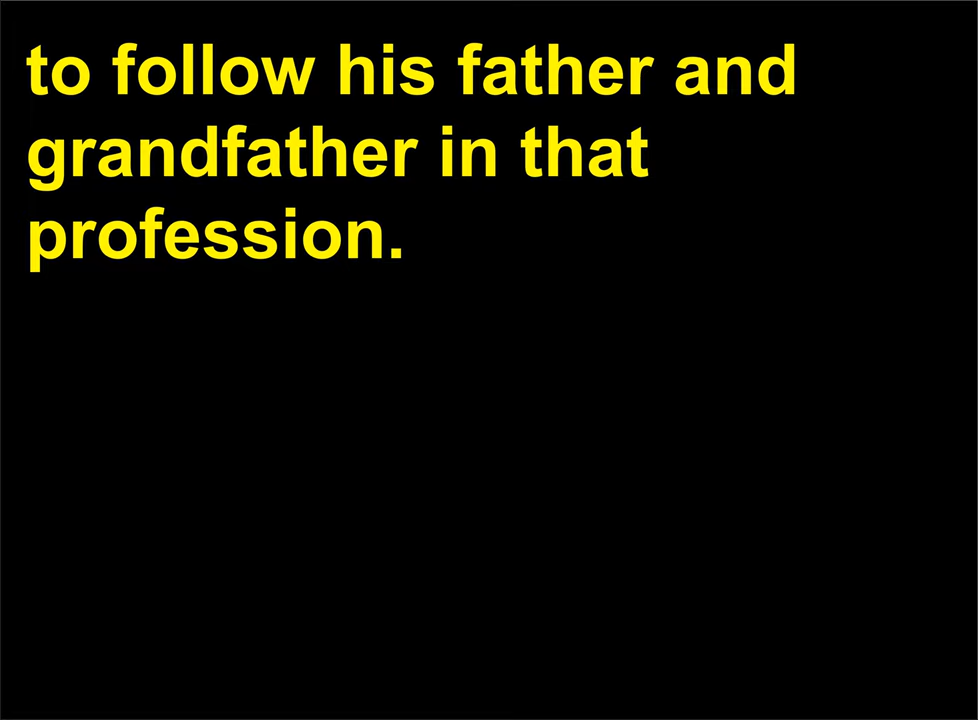 to follow his father and
grandfather in that
profession.